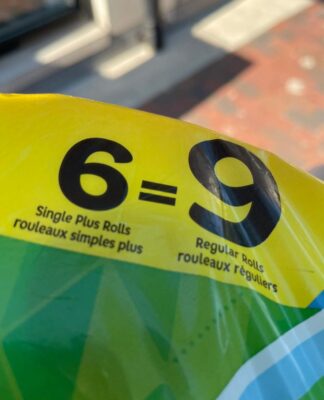 6 = 9
Single Plus Rolls
rouleaux simples plus
Regular Rolls
rouleaux réguliers